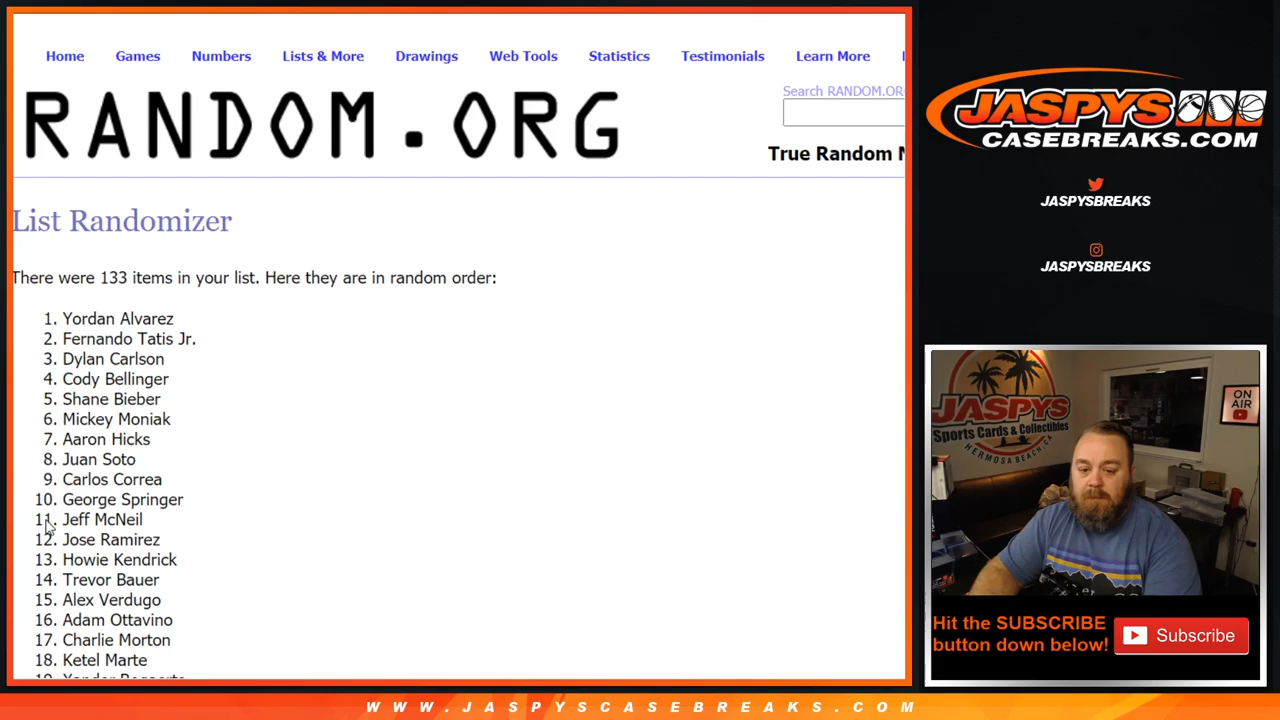 Home Games Numbers Lists & More Drawings Web Tools Statistics Testimonials Learn More
RANDOM.ORG
Search RANDOM.OR
True Random
List Randomizer
There were 133 items in your list. Here they are in random order:
1. Yordan Alvarez
2. Fernando Tatis Jr.
3. Dylan Carlson
4. Cody Bellinger
5. Shane Bieber
6. Mickey Moniak
7. Aaron Hicks
8. Juan Soto
9. Carlos Correa
10. George Springer
11. Jeff McNeil
12. Jose Ramirez
13. Howie Kendrick
14. Trevor Bauer
15. Alex Verdugo
16. Adam Ottavino
17. Charlie Morton
18. Ketel Marte
JASPYS
CASEBREAKS.COM
JASPYSBREAKS
JASPYSBREAKS
JASPYS
Sports Cards & Collectibles
HERMOSA BEACH, CA
ON
AIR
Hit the SUBSCRIBE
button down below!
Subscribe
WWW.JASPYSCASEBREAKS.COM